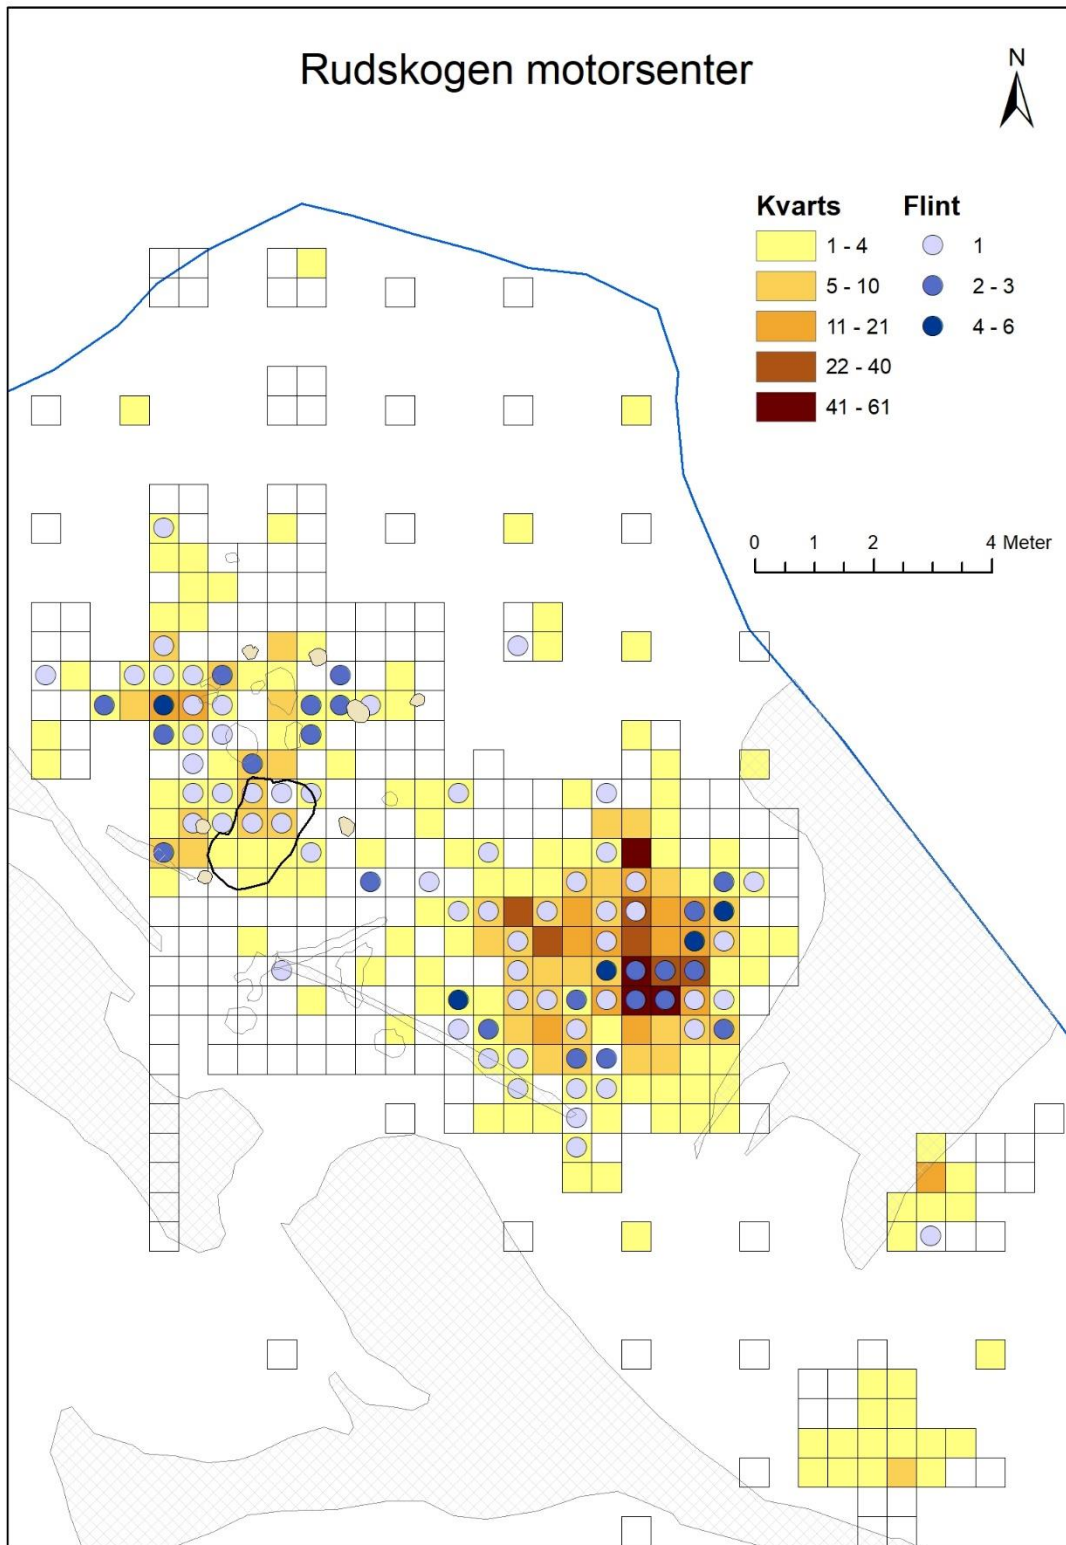 Rudskogen motorsenter
N
Kvarts Flint
1 - 4 1
5 - 10 2 - 3
11 - 21 4 - 6
22 - 40
41 - 61
0 1 2 4 Meter